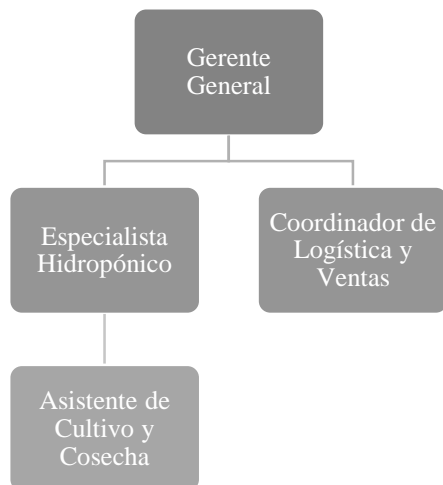 Gerente
General
Especialista
Hidropónico
Coordinador de
Logística y
Ventas
Asistente de
Cultivo y
Cosecha